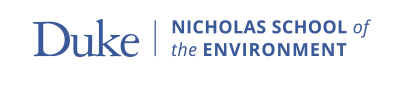 Duke
NICHOLAS SCHOOL of
the ENVIRONMENT